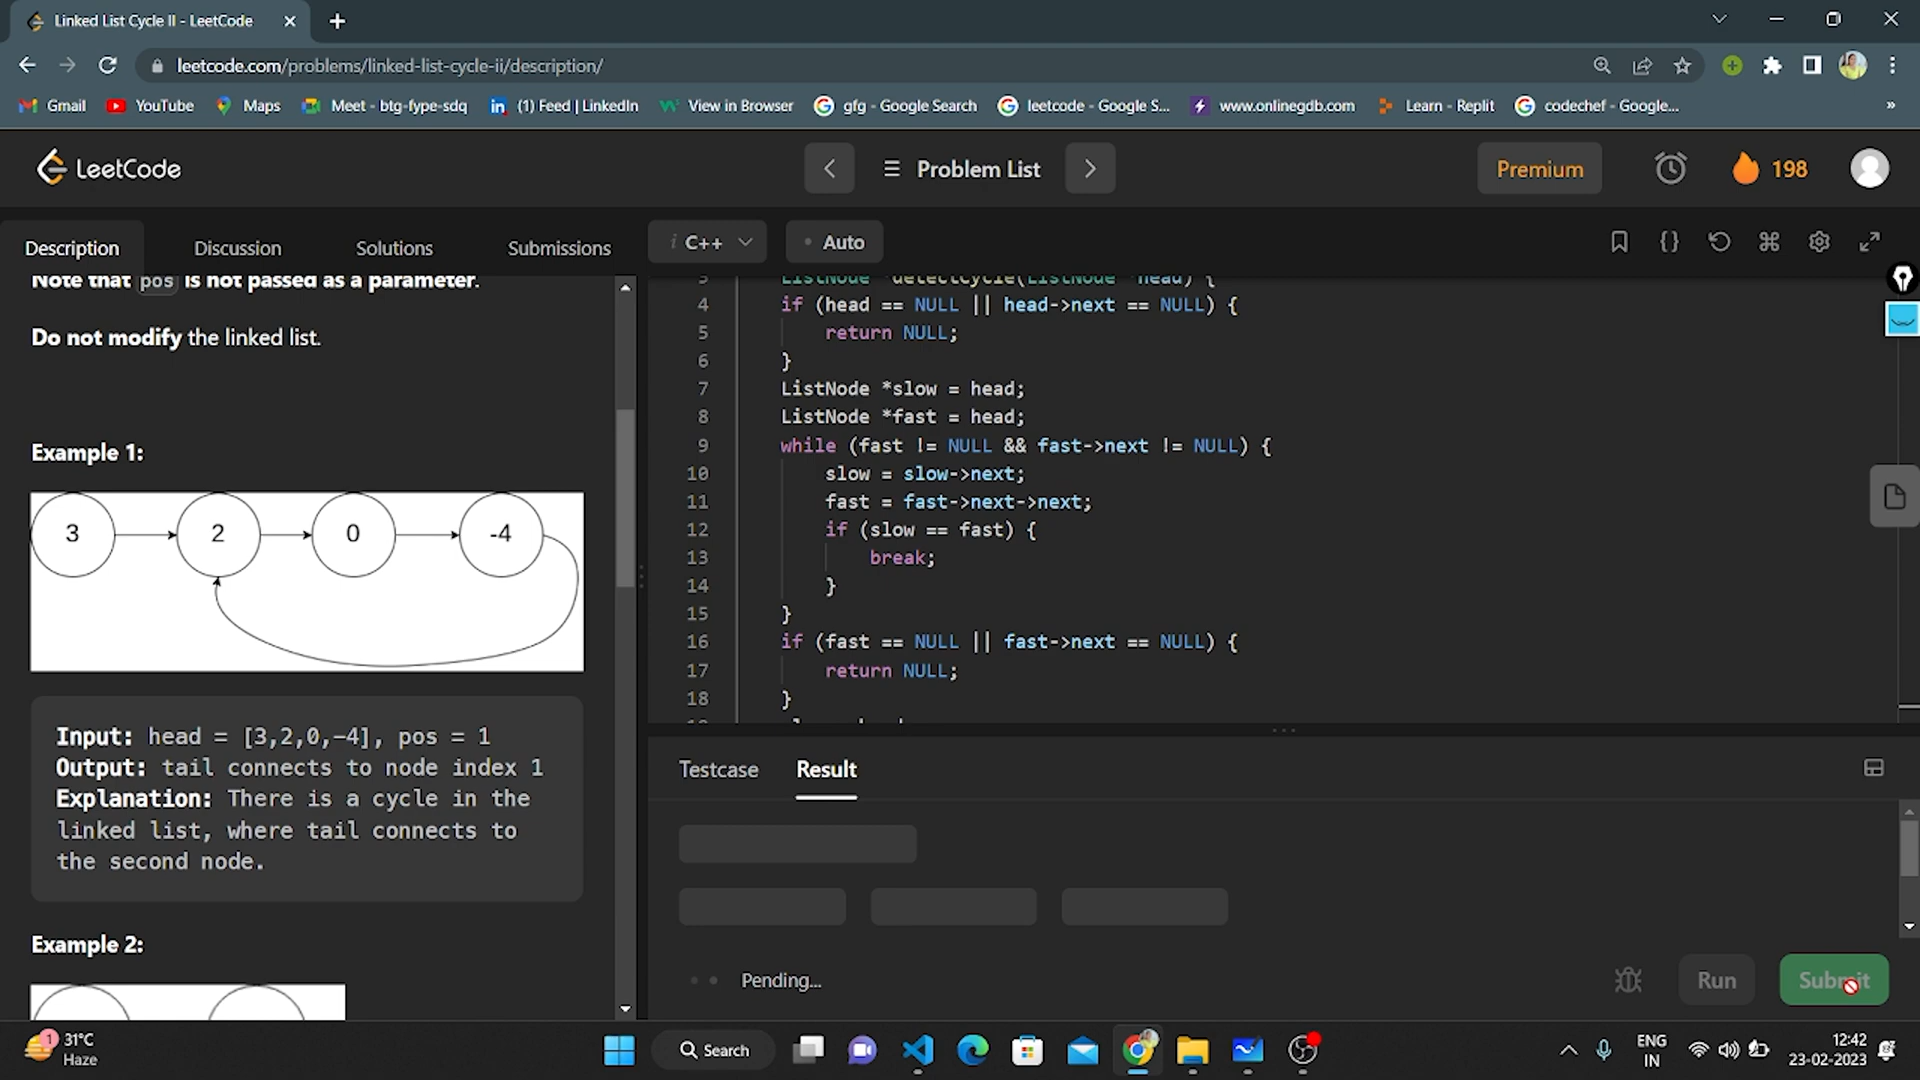 Linked List Cycle II - LeetCode
leetcode.com/problems/linked-list-cycle-ii/description/
Gmail YouTube Maps Meet - btg-fype-sdq (1) Feed | LinkedIn View in Browser gfg - Google Search leetcode - Google S... www.onlinegdb.com Learn - Replit codechef - Google... »
LeetCode
Problem List
Premium
198
Description Discussion Solutions Submissions
C++
Auto
Note that pos is not passed as a parameter.
Do not modify the linked list.
Example 1:
3 2 0 -4
Input: head = [3,2,0,-4], pos = 1
Output: tail connects to node index 1
Explanation: There is a cycle in the
linked list, where tail connects to
the second node.
Example 2:
3 ListNode *detectCycle(ListNode *head) {
4 if (head == NULL || head->next == NULL) {
5 return NULL;
6 }
7 ListNode *slow = head;
8 ListNode *fast = head;
9 while (fast != NULL && fast->next != NULL) {
10 slow = slow->next;
11 fast = fast->next->next;
12 if (slow == fast) {
13 break;
14 }
15 }
16 if (fast == NULL || fast->next == NULL) {
17 return NULL;
18 }
Testcase Result
Pending...
Run
Submit
1
31°C
Haze
Search
ENG
IN
12:42
23-02-2023